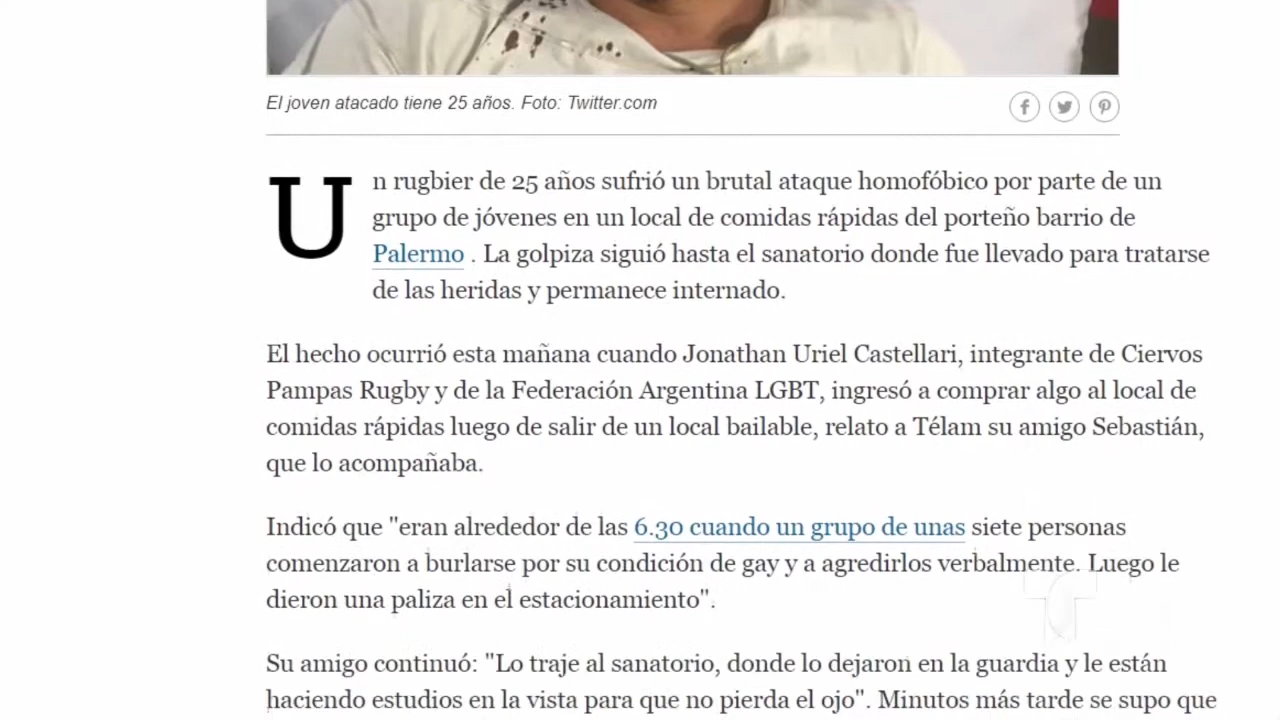 El joven atacado tiene 25 años. Foto: Twitter.com
Un rugbier de 25 años sufrió un brutal ataque homofóbico por parte de un
grupo de jóvenes en un local de comidas rápidas del porteño barrio de
Palermo . La golpiza siguió hasta el sanatorio donde fue llevado para tratarse
de las heridas y permanece internado.
El hecho ocurrió esta mañana cuando Jonathan Uriel Castellari, integrante de Ciervos
Pampas Rugby y de la Federación Argentina LGBT, ingresó a comprar algo al local de
comidas rápidas luego de salir de un local bailable, relato a Télam su amigo Sebastián,
que lo acompañaba.
Indicó que "eran alrededor de las 6.30 cuando un grupo de unas siete personas
comenzaron a burlarse por su condición de gay y a agredirlos verbalmente. Luego le
dieron una paliza en el estacionamiento".
Su amigo continuó: "Lo traje al sanatorio, donde lo dejaron en la guardia y le están
haciendo estudios en la vista para que no pierda el ojo". Minutos más tarde se supo que